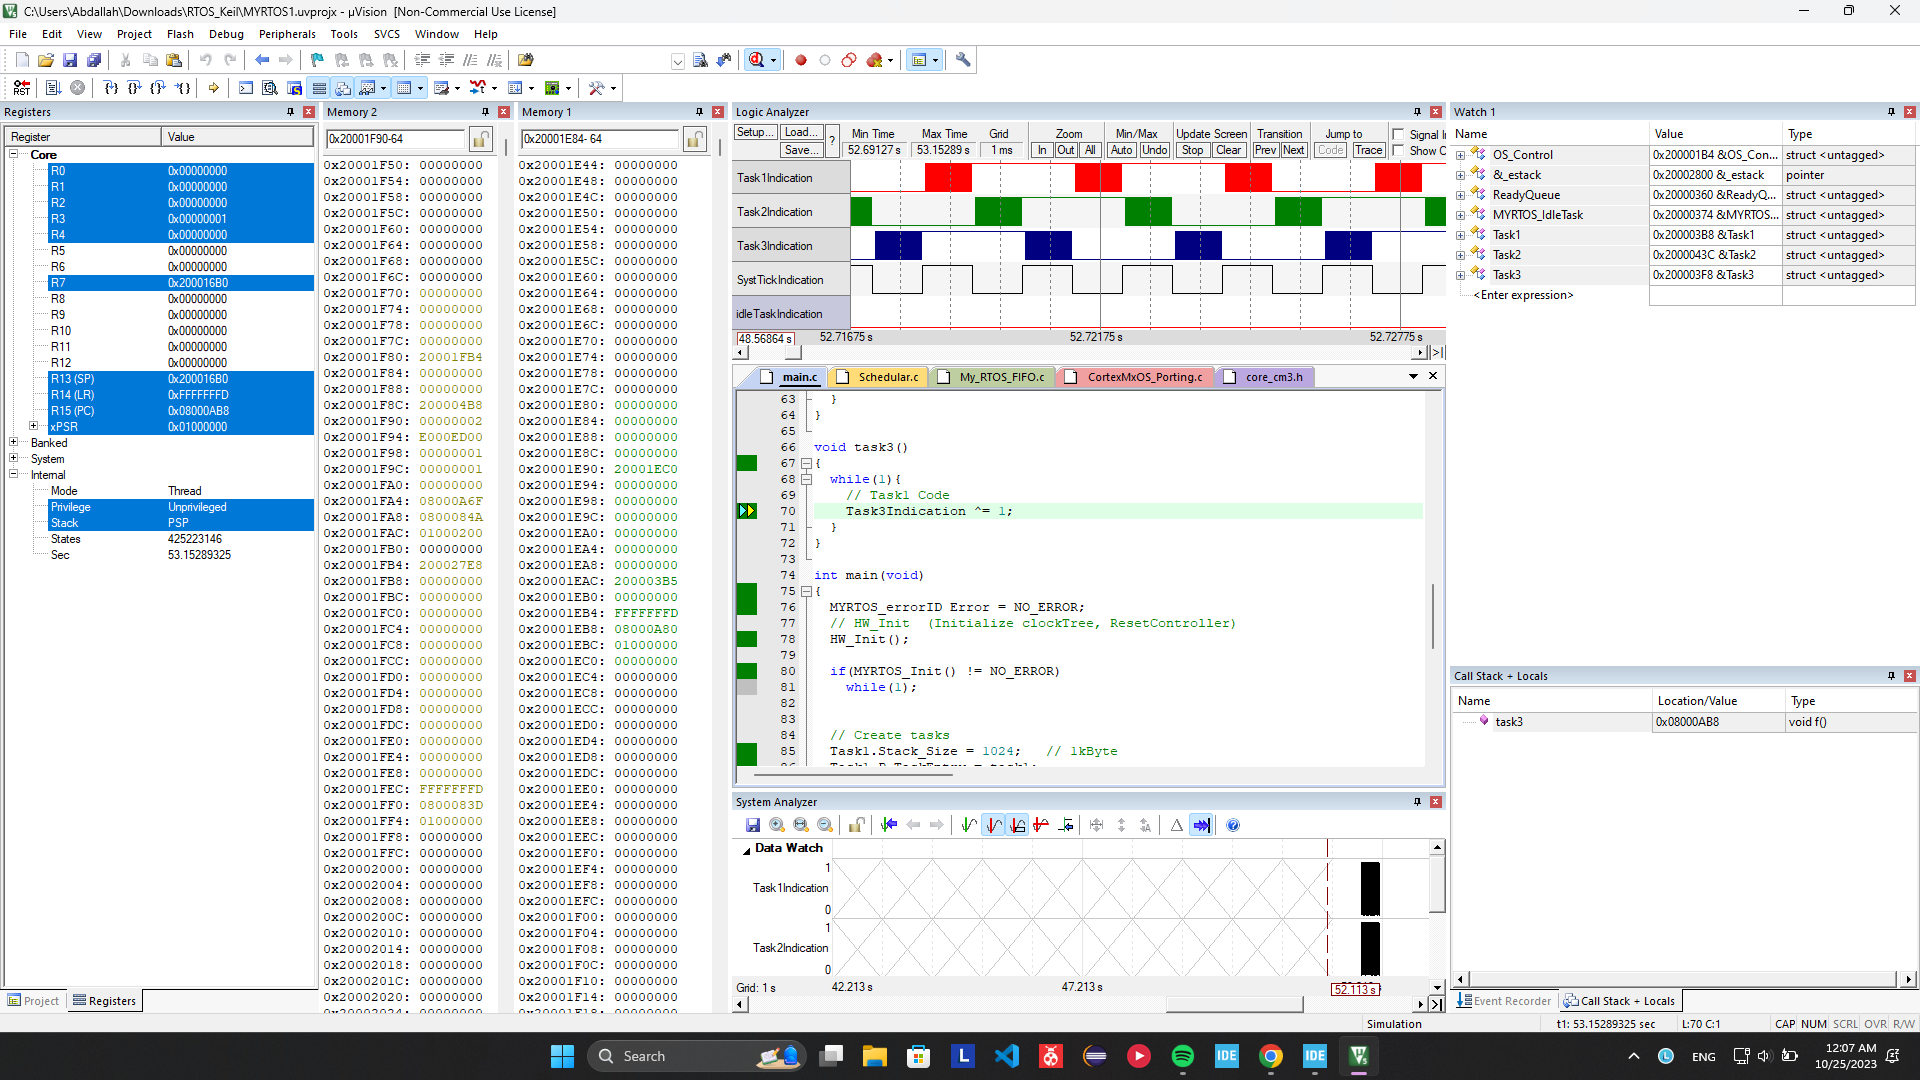 C:\Users\Abdallah\Downloads\RTOS_Keil\MYRTOS1.uvprojx - µVision  [Non-Commercial Use License]
File Edit View Project Flash Debug Peripherals Tools SVCS Window Help
RST
Registers
Register Value
Core
R0 0x00000000
R1 0x00000000
R2 0x00000000
R3 0x00000001
R4 0x00000000
R5 0x00000000
R6 0x00000000
R7 0x200016B0
R8 0x00000000
R9 0x00000000
R10 0x00000000
R11 0x00000000
R12 0x00000000
R13 (SP) 0x200016B0
R14 (LR) 0xFFFFFFFD
R15 (PC) 0x08000AB8
xPSR 0x01000000
Banked
System
Internal
Mode Thread
Privilege Unprivileged
Stack PSP
States 425223146
Sec 53.15289325
Project Registers
Memory 2
0x20001F90-64
0x20001F50: 00000000
0x20001F54: 00000000
0x20001F58: 00000000
0x20001F5C: 00000000
0x20001F60: 00000000
0x20001F64: 00000000
0x20001F68: 00000000
0x20001F6C: 00000000
0x20001F70: 00000000
0x20001F74: 00000000
0x20001F78: 00000000
0x20001F7C: 00000000
0x20001F80: 20001FB4
0x20001F84: 00000000
0x20001F88: 00000000
0x20001F8C: 200004B8
0x20001F90: 00000002
0x20001F94: E000ED00
0x20001F98: 00000001
0x20001F9C: 00000001
0x20001FA0: 00000000
0x20001FA4: 08000A6F
0x20001FA8: 0800084A
0x20001FAC: 01000200
0x20001FB0: 00000000
0x20001FB4: 200027E8
0x20001FB8: 00000000
0x20001FBC: 00000000
0x20001FC0: 00000000
0x20001FC4: 00000000
0x20001FC8: 00000000
0x20001FCC: 00000000
0x20001FD0: 00000000
0x20001FD4: 00000000
0x20001FD8: 00000000
0x20001FDC: 00000000
0x20001FE0: 00000000
0x20001FE4: 00000000
0x20001FE8: 00000000
0x20001FEC: FFFFFFFD
0x20001FF0: 0800083D
0x20001FF4: 01000000
0x20001FF8: 00000000
0x20001FFC: 00000000
0x20002000: 00000000
0x20002004: 00000000
0x20002008: 00000000
0x2000200C: 00000000
0x20002010: 00000000
0x20002014: 00000000
0x20002018: 00000000
0x2000201C: 00000000
0x20002020: 00000000
0x20002024: 00000000
Memory 1
0x20001E84- 64
0x20001E44: 00000000
0x20001E48: 00000000
0x20001E4C: 00000000
0x20001E50: 00000000
0x20001E54: 00000000
0x20001E58: 00000000
0x20001E5C: 00000000
0x20001E60: 00000000
0x20001E64: 00000000
0x20001E68: 00000000
0x20001E6C: 00000000
0x20001E70: 00000000
0x20001E74: 00000000
0x20001E78: 00000000
0x20001E7C: 00000000
0x20001E80: 00000000
0x20001E84: 00000000
0x20001E88: 00000000
0x20001E8C: 00000000
0x20001E90: 20001EC0
0x20001E94: 00000000
0x20001E98: 00000000
0x20001E9C: 00000000
0x20001EA0: 00000000
0x20001EA4: 00000000
0x20001EA8: 00000000
0x20001EAC: 200003B5
0x20001EB0: 00000000
0x20001EB4: FFFFFFFD
0x20001EB8: 08000A80
0x20001EBC: 01000000
0x20001EC0: 00000000
0x20001EC4: 00000000
0x20001EC8: 00000000
0x20001ECC: 00000000
0x20001ED0: 00000000
0x20001ED4: 00000000
0x20001ED8: 00000000
0x20001EDC: 00000000
0x20001EE0: 00000000
0x20001EE4: 00000000
0x20001EE8: 00000000
0x20001EEC: 00000000
0x20001EF0: 00000000
0x20001EF4: 00000000
0x20001EF8: 00000000
0x20001EFC: 00000000
0x20001F00: 00000000
0x20001F04: 00000000
0x20001F08: 00000000
0x20001F0C: 00000000
0x20001F10: 00000000
0x20001F14: 00000000
0x20001F18: 00000000
Logic Analyzer
Setup... Load... ? Min Time Max Time Grid Zoom Min/Max Update Screen Transition Jump to Signal In
Save... 52.69127 s 53.15289 s 1 ms In Out All Auto Undo Stop Clear Prev Next Code Trace Show C
Task1Indication
Task2Indication
Task3Indication
SystTickIndication
idleTaskIndication
48.56864 s 52.71675 s 52.72175 s 52.72775 s
main.c Schedular.c My_RTOS_FIFO.c CortexMxOS_Porting.c core_cm3.h
63 }
64 }
65
66 void task3()
67 {
68 while(1){
69 // Task1 Code
70 Task3Indication ^= 1;
71 }
72 }
73
74 int main(void)
75 {
76 MYRTOS_errorID Error = NO_ERROR;
77 // HW_Init  (Initialize clockTree, ResetController)
78 HW_Init();
79
80 if(MYRTOS_Init() != NO_ERROR)
81 while(1);
82
83
84 // Create tasks
85 Task1.Stack_Size = 1024;   // 1kByte
System Analyzer
Data Watch
1
Task1Indication
0
1
Task2Indication
0
Grid: 1 s 42.213 s 47.213 s 52.113 s
Watch 1
Name Value Type
OS_Control 0x200001B4 &OS_Con... struct <untagged>
&_estack 0x20002800 &_estack pointer
ReadyQueue 0x20000360 &ReadyQ... struct <untagged>
MYRTOS_IdleTask 0x20000374 &MYRTOS... struct <untagged>
Task1 0x200003B8 &Task1 struct <untagged>
Task2 0x2000043C &Task2 struct <untagged>
Task3 0x200003F8 &Task3 struct <untagged>
<Enter expression>
Call Stack + Locals
Name Location/Value Type
task3 0x08000AB8 void f()
Event Recorder Call Stack + Locals
Simulation t1: 53.15289325 sec L:70 C:1 CAP NUM SCRL OVR R/W
Search
L
IDE
IDE
ENG
12:07 AM
10/25/2023